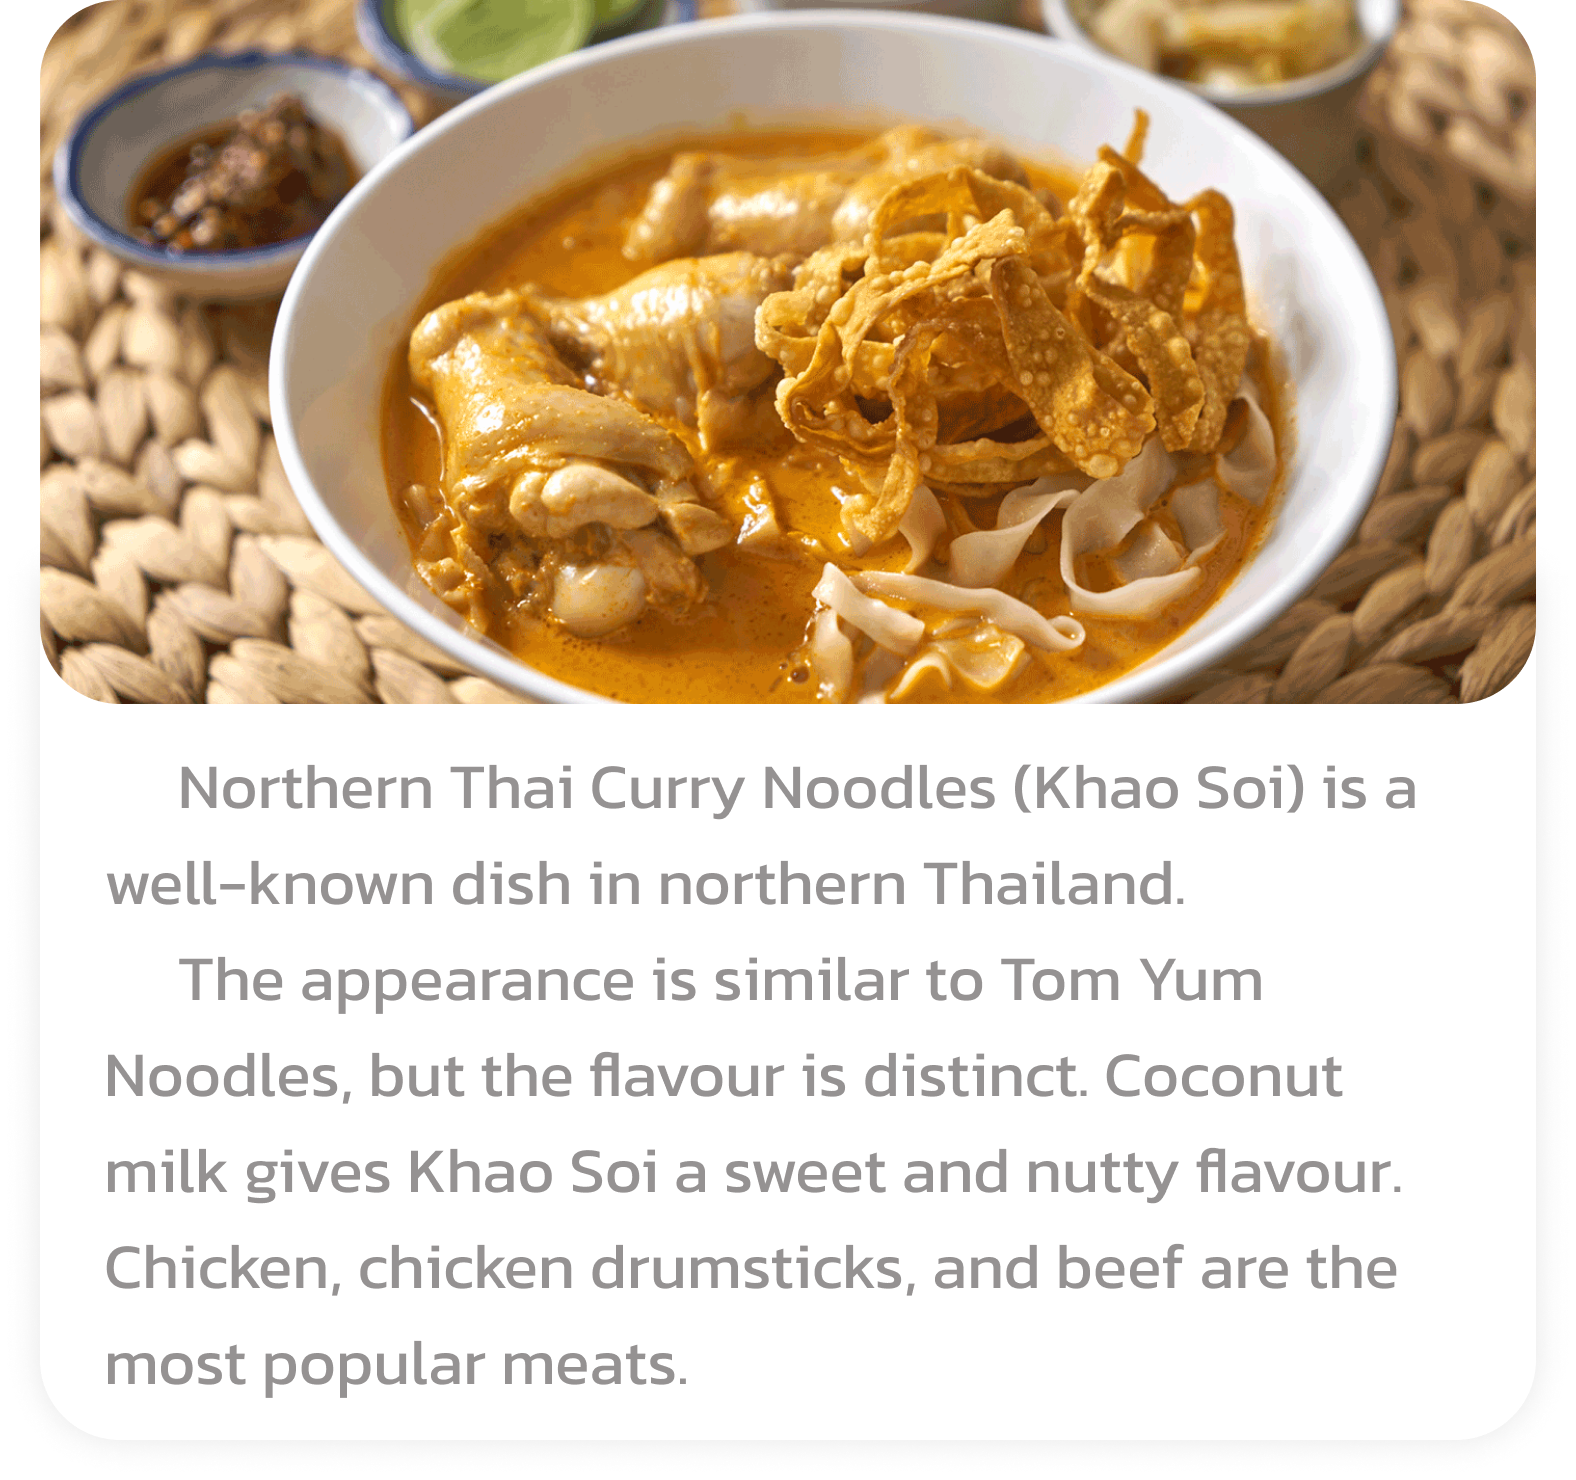 Northern Thai Curry Noodles (Khao Soi) is a
well-known dish in northern Thailand.
The appearance is similar to Tom Yum
Noodles, but the flavour is distinct. Coconut
milk gives Khao Soi a sweet and nutty flavour.
Chicken, chicken drumsticks, and beef are the
most popular meats.